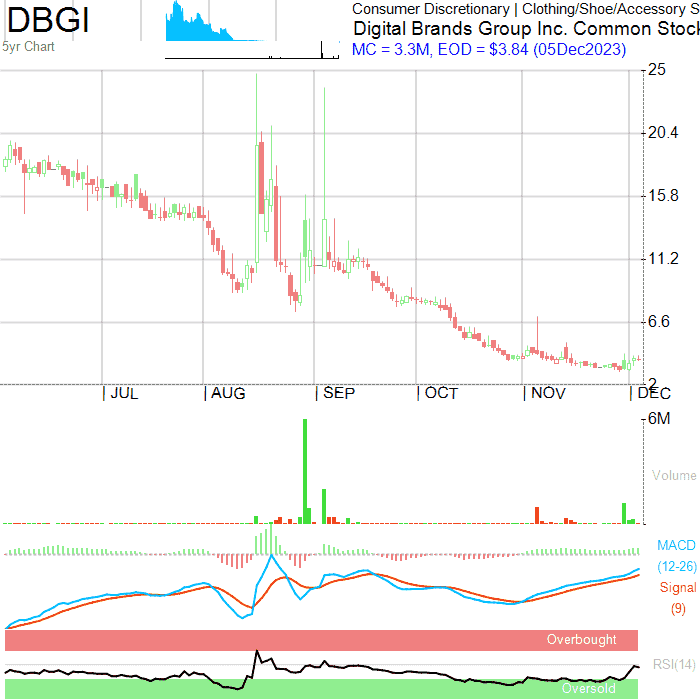 DBGI
5yr Chart
Consumer Discretionary | Clothing/Shoe/Accessory S
Digital Brands Group Inc. Common Stock
MC = 3.3M, EOD = $3.84 (05Dec2023)
25
20.4
15.8
11.2
6.6
2
JUL
AUG
SEP
OCT
NOV
DEC
6M
Volume
MACD
(12-26)
Signal
(9)
Overbought
RSI(14)
Oversold